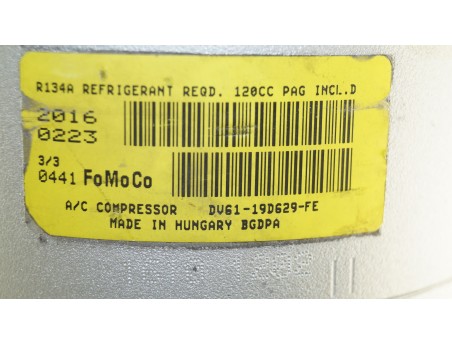 R134A REFRIGERANT REQD. 120CC PAG INCL.D
2016
0223
3/3
0441 FoMoCo
A/C COMPRESSOR DV61-19D629-FE
MADE IN HUNGARY BGDPA